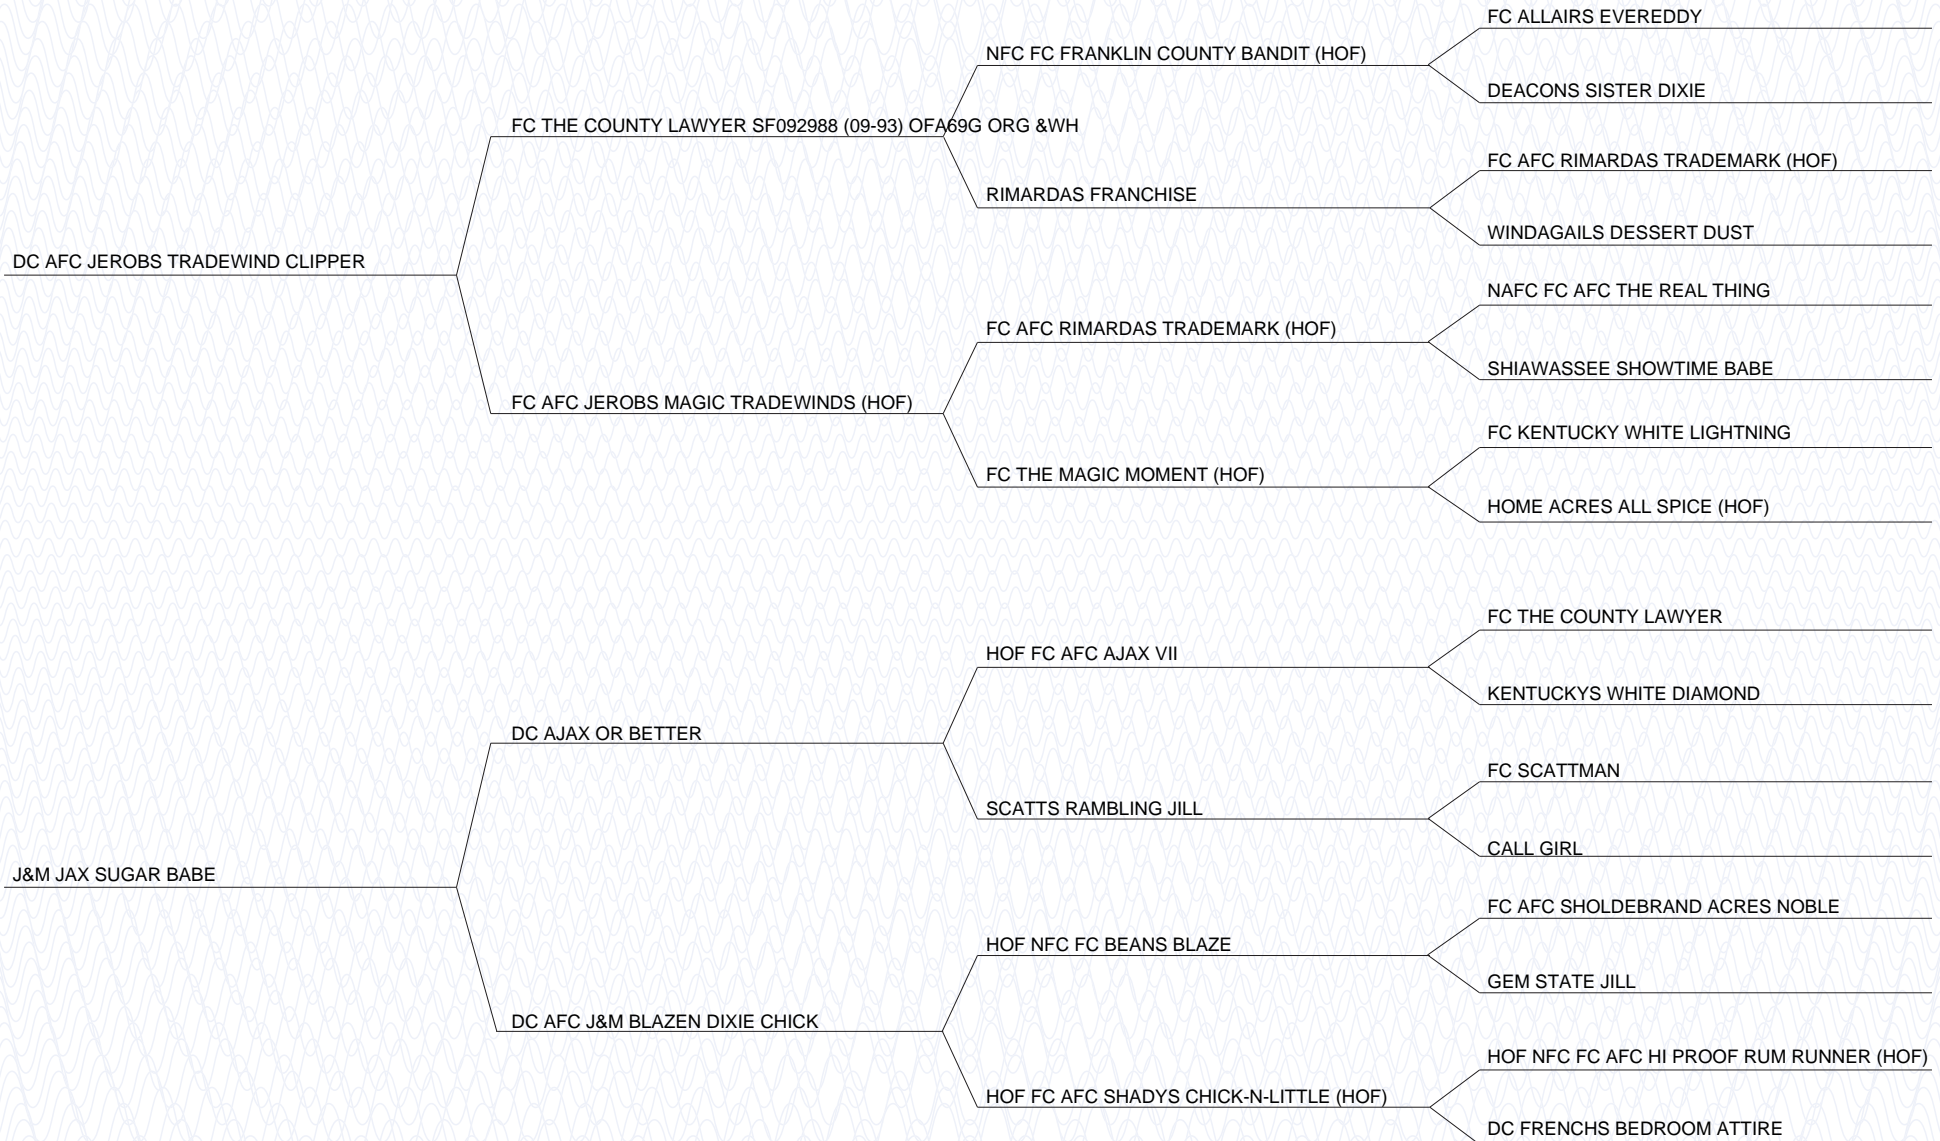 FC ALLAIRS EVEREDDY
NFC FC FRANKLIN COUNTY BANDIT (HOF)
DEACONS SISTER DIXIE
FC THE COUNTY LAWYER SF092988 (09-93) OFA69G ORG &WH
FC AFC RIMARDAS TRADEMARK (HOF)
RIMARDAS FRANCHISE
WINDAGAILS DESSERT DUST
DC AFC JEROBS TRADEWIND CLIPPER
NAFC FC AFC THE REAL THING
FC AFC RIMARDAS TRADEMARK (HOF)
SHIAWASSEE SHOWTIME BABE
FC AFC JEROBS MAGIC TRADEWINDS (HOF)
FC KENTUCKY WHITE LIGHTNING
FC THE MAGIC MOMENT (HOF)
HOME ACRES ALL SPICE (HOF)
FC THE COUNTY LAWYER
HOF FC AFC AJAX VII
KENTUCKYS WHITE DIAMOND
DC AJAX OR BETTER
FC SCATTMAN
SCATTS RAMBLING JILL
CALL GIRL
J&M JAX SUGAR BABE
FC AFC SHOLDEBRAND ACRES NOBLE
HOF NFC FC BEANS BLAZE
GEM STATE JILL
DC AFC J&M BLAZEN DIXIE CHICK
HOF NFC FC AFC HI PROOF RUM RUNNER (HOF)
HOF FC AFC SHADYS CHICK-N-LITTLE (HOF)
DC FRENCHS BEDROOM ATTIRE